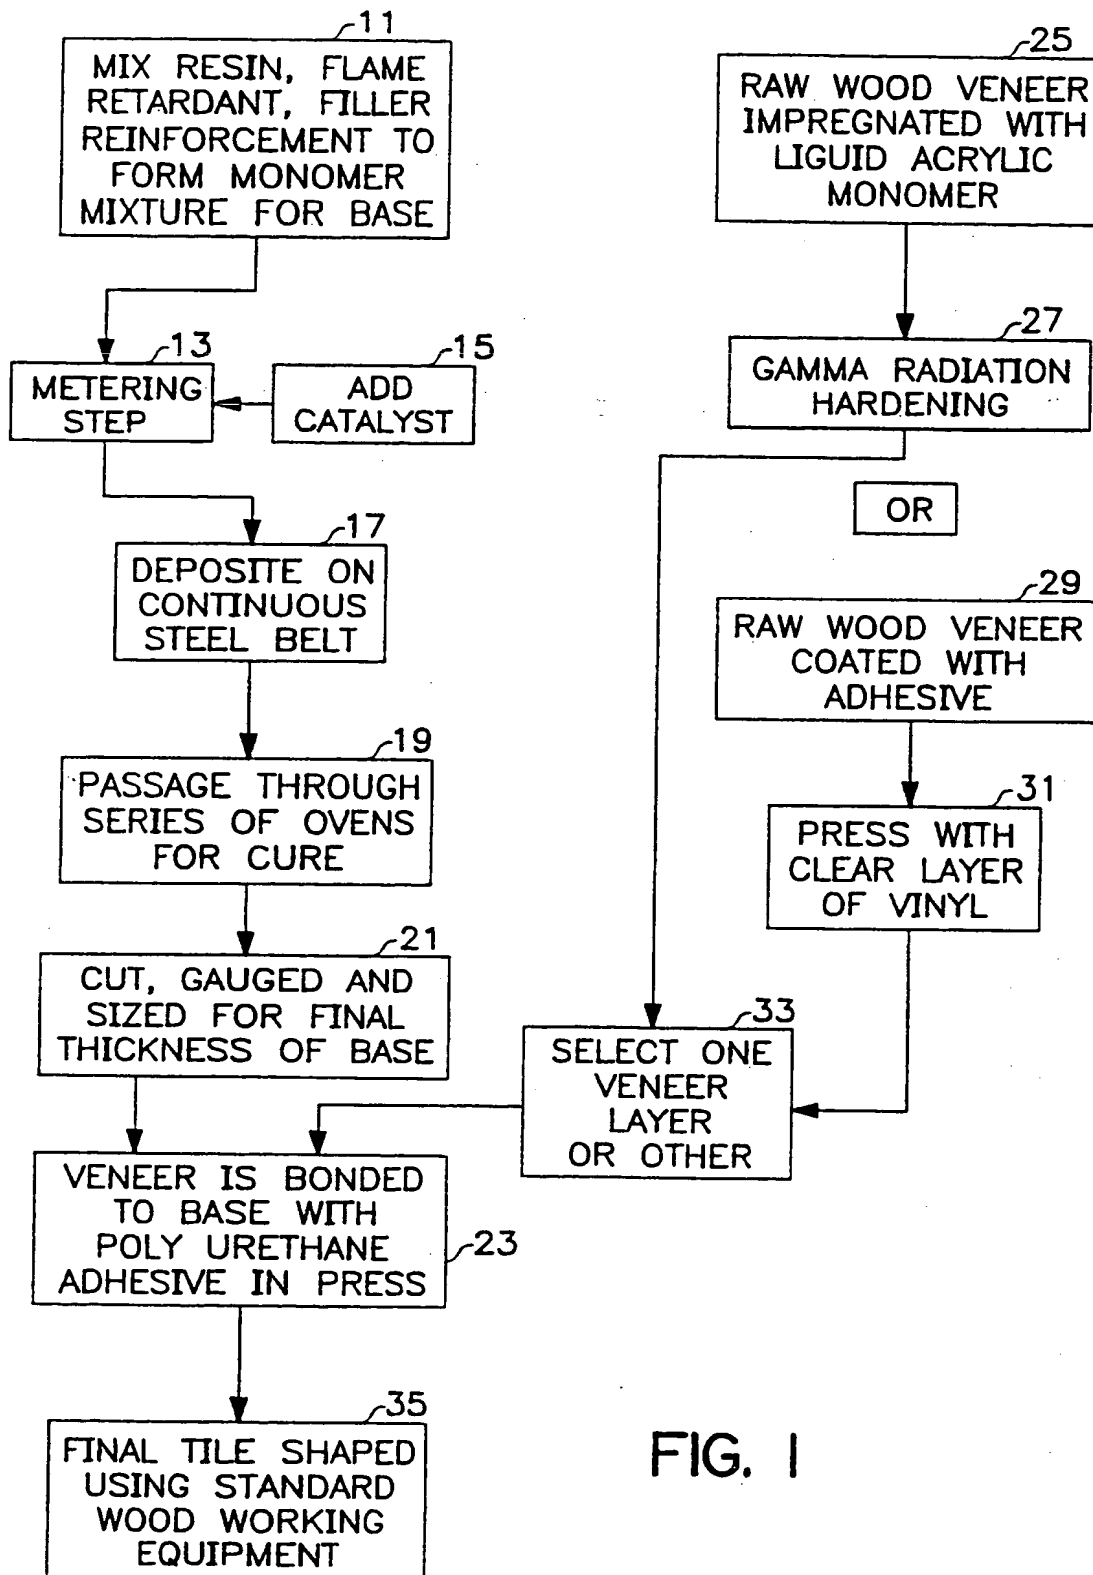 11
MIX RESIN, FLAME
RETARDANT, FILLER
REINFORCEMENT TO
FORM MONOMER
MIXTURE FOR BASE
13
METERING
STEP
15
ADD
CATALYST
17
DEPOSITE ON
CONTINUOUS
STEEL BELT
19
PASSAGE THROUGH
SERIES OF OVENS
FOR CURE
21
CUT, GAUGED AND
SIZED FOR FINAL
THICKNESS OF BASE
25
RAW WOOD VENEER
IMPREGNATED WITH
LIGUID ACRYLIC
MONOMER
27
GAMMA RADIATION
HARDENING
OR
29
RAW WOOD VENEER
COATED WITH
ADHESIVE
31
PRESS WITH
CLEAR LAYER
OF VINYL
33
SELECT ONE
VENEER
LAYER
OR OTHER
VENEER IS BONDED
TO BASE WITH
POLY URETHANE
ADHESIVE IN PRESS
23
35
FINAL TILE SHAPED
USING STANDARD
WOOD WORKING
EQUIPMENT
FIG. 1